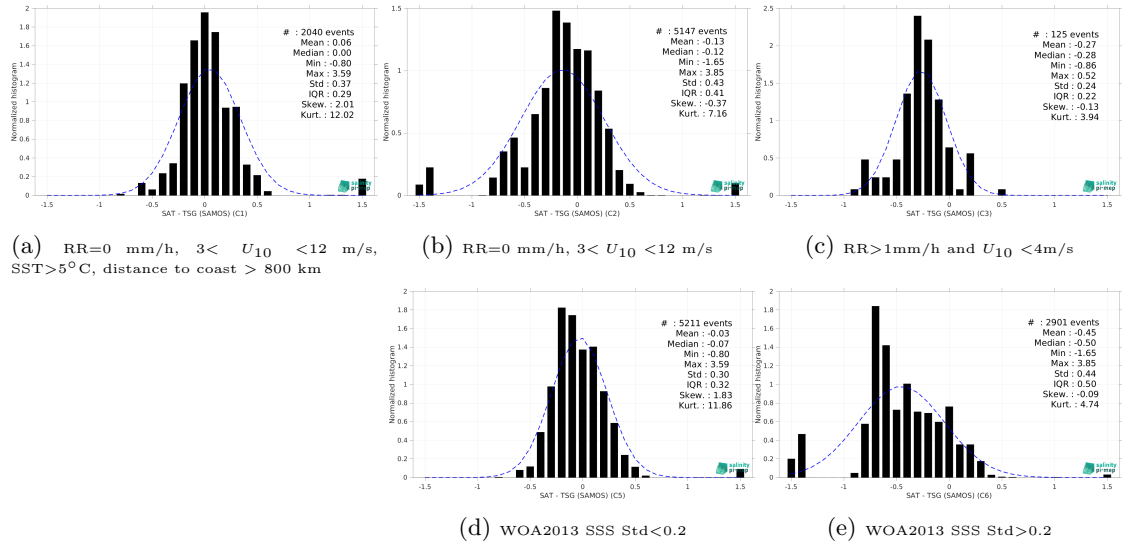 Normalized histogram
2
1.8
1.6
1.4
1.2
1
0.8
0.6
0.4
0.2
0
-1.5
-1
-0.5
0
0.5
1
1.5
SAT - TSG (SAMOS) (C1)
# : 2040 events
Mean : 0.06
Median : 0.00
Min : -0.80
Max : 3.59
Std : 0.37
IQR : 0.29
Skew. : 2.01
Kurt. : 12.02
salinity
pi-mep
(a) RR=0 mm/h, 3< U10 <12 m/s,
SST>5°C, distance to coast > 800 km
Normalized histogram
1.5
1
0.5
0
-1.5
-1
-0.5
0
0.5
1
1.5
SAT - TSG (SAMOS) (C2)
# : 5147 events
Mean : -0.13
Median : -0.12
Min : -1.65
Max : 3.85
Std : 0.43
IQR : 0.41
Skew. : -0.37
Kurt. : 7.16
salinity
pi-mep
(b) RR=0 mm/h, 3< U10 <12 m/s
Normalized histogram
2.5
2
1.5
1
0.5
0
-1.5
-1
-0.5
0
0.5
1
1.5
SAT - TSG (SAMOS) (C3)
# : 125 events
Mean : -0.27
Median : -0.28
Min : -0.86
Max : 0.52
Std : 0.24
IQR : 0.22
Skew. : -0.13
Kurt. : 3.94
salinity
pi-mep
(c) RR>1mm/h and U10 <4m/s
Normalized histogram
2
1.8
1.6
1.4
1.2
1
0.8
0.6
0.4
0.2
0
-1.5
-1
-0.5
0
0.5
1
1.5
SAT - TSG (SAMOS) (C5)
# : 5211 events
Mean : -0.03
Median : -0.07
Min : -0.80
Max : 3.59
Std : 0.30
IQR : 0.32
Skew. : 1.83
Kurt. : 11.86
salinity
pi-mep
(d) WOA2013 SSS Std<0.2
Normalized histogram
2
1.8
1.6
1.4
1.2
1
0.8
0.6
0.4
0.2
0
-1.5
-1
-0.5
0
0.5
1
1.5
SAT - TSG (SAMOS) (C6)
# : 2901 events
Mean : -0.45
Median : -0.50
Min : -1.65
Max : 3.85
Std : 0.44
IQR : 0.50
Skew. : -0.09
Kurt. : 4.74
salinity
pi-mep
(e) WOA2013 SSS Std>0.2